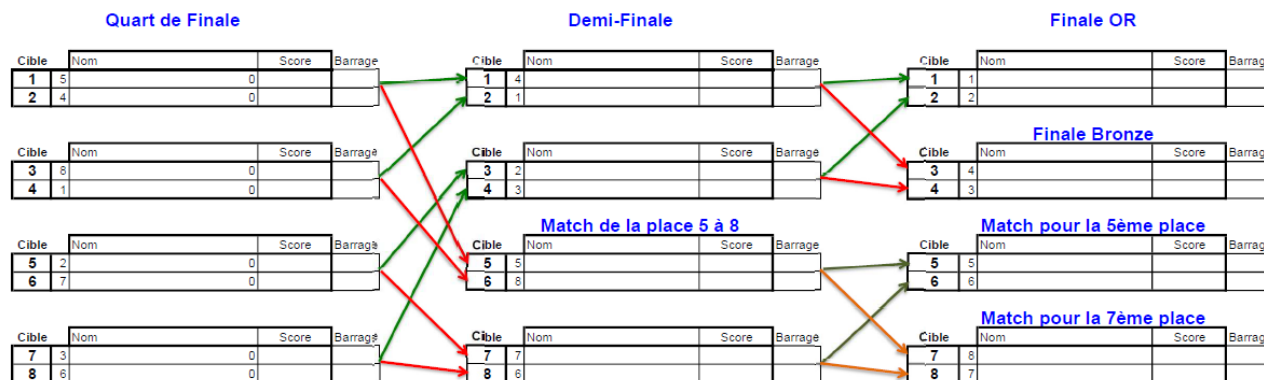 Quart de Finale Demi-Finale Finale OR
Cible Nom Score Barrage Cible Nom Score Barrage Cible Nom Score Barrag
1 5 0 1 4 1 1
2 4 0 2 1 2 2
Finale Bronze
Cible Nom Score Barrage Cible Nom Score Barrage Cible Nom Score Barrag
3 8 0 3 2 3 4
4 1 0 4 3 4 3
Match de la place 5 à 8 Match pour la 5ème place
Cible Nom Score Barrage Cible Nom Score Barrage Cible Nom Score Barrag
5 2 0 5 5 5 5
6 7 0 6 8 6 6
Match pour la 7ème place
Cible Nom Score Barrage Cible Nom Score Barrage Cible Nom Score Barrag
7 3 0 7 7 7 8
8 6 0 8 6 8 7